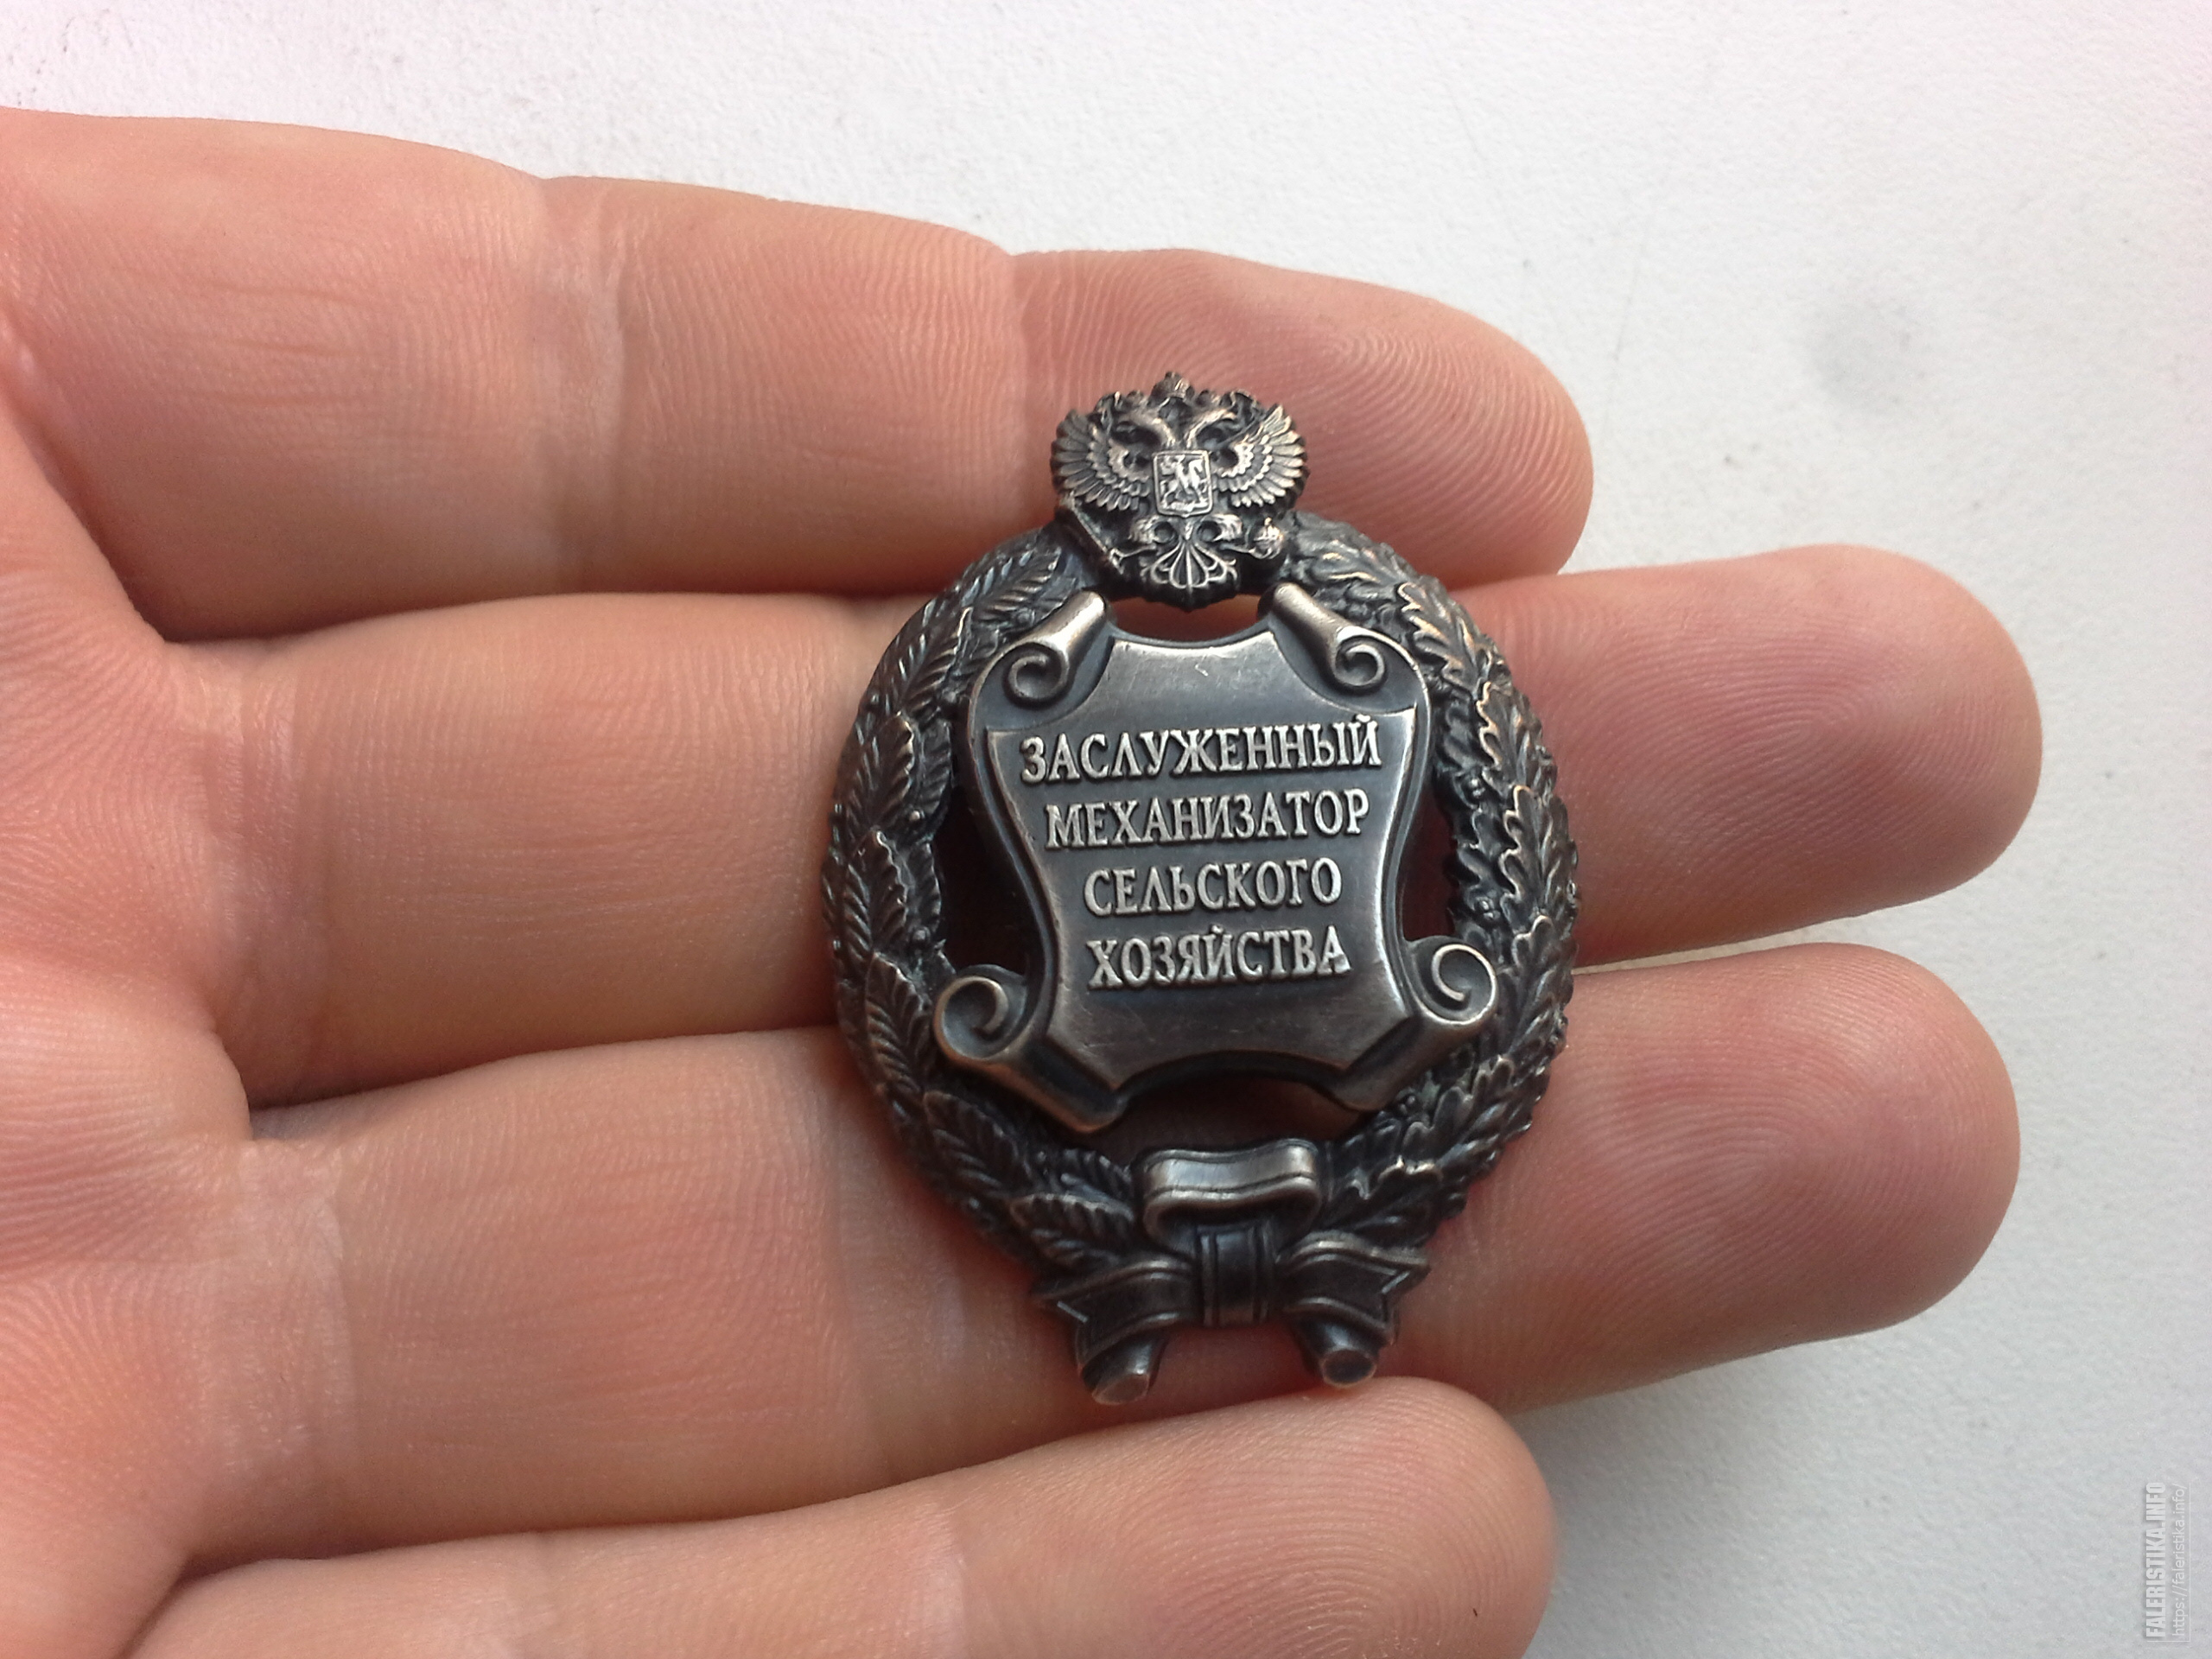 ЗАСЛУЖЕННЫЙ
МЕХАНИЗАТОР
СЕЛЬСКОГО
ХОЗЯЙСТВА
FALERISTIKA.INFO
https://faleristika.info/